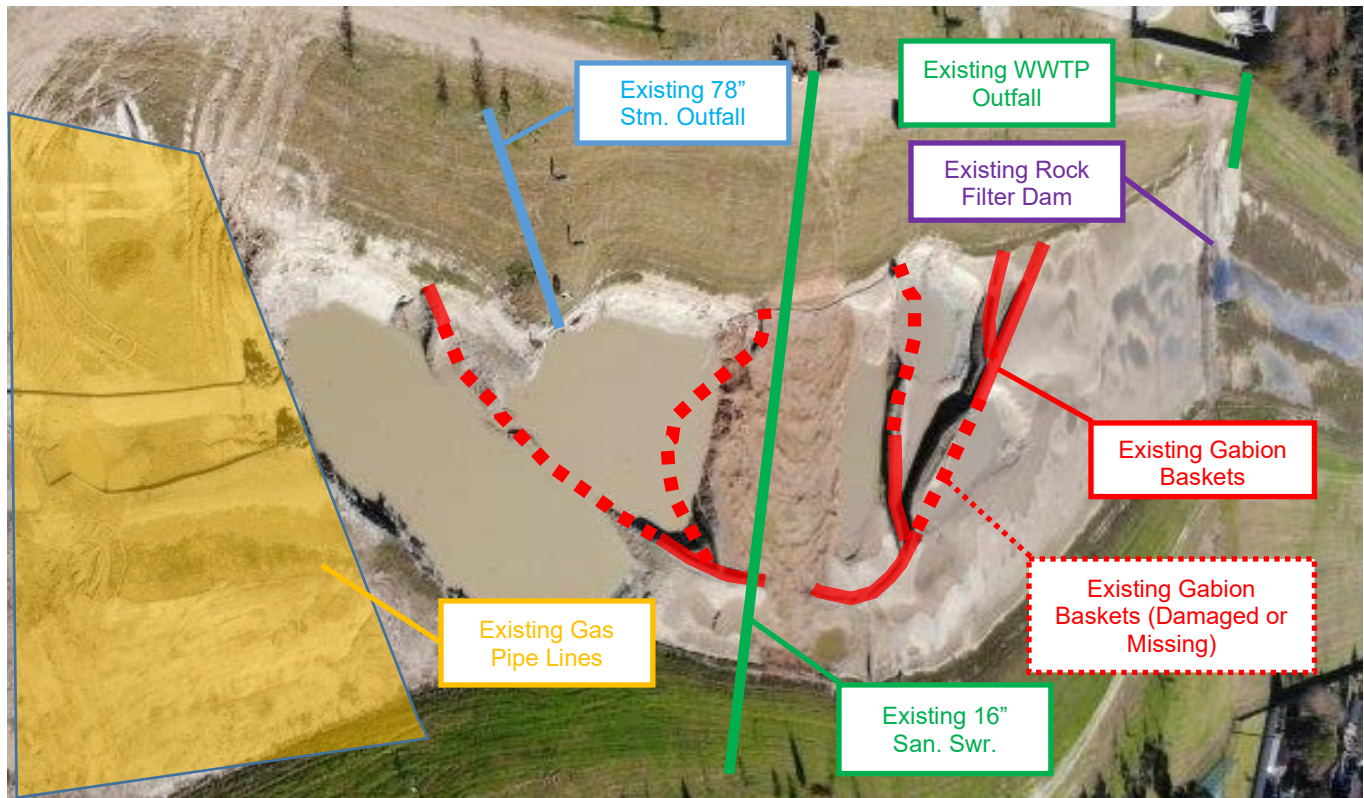 Existing 78”
Stm. Outfall
Existing WWTP
Outfall
Existing Rock
Filter Dam
Existing Gabion
Baskets
Existing Gabion
Baskets (Damaged or
Missing)
Existing Gas
Pipe Lines
Existing 16”
San. Swr.